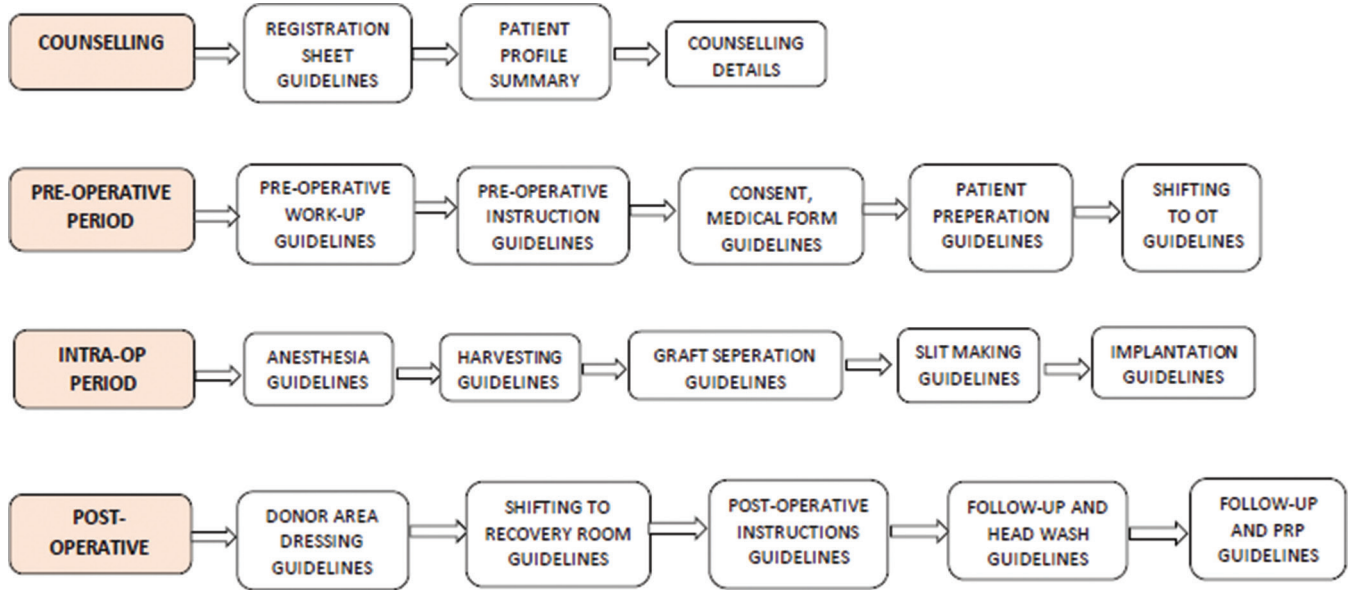 COUNSELLING
REGISTRATION
SHEET
GUIDELINES
PATIENT
PROFILE
SUMMARY
COUNSELLING
DETAILS
PRE-OPERATIVE
PERIOD
PRE-OPERATIVE
WORK-UP
GUIDELINES
PRE-OPERATIVE
INSTRUCTION
GUIDELINES
CONSENT,
MEDICAL FORM
GUIDELINES
PATIENT
PREPERATION
GUIDELINES
SHIFTING
TO OT
GUIDELINES
INTRA-OP
PERIOD
ANESTHESIA
GUIDELINES
HARVESTING
GUIDELINES
GRAFT SEPERATION
GUIDELINES
SLIT MAKING
GUIDELINES
IMPLANTATION
GUIDELINES
POST-
OPERATIVE
DONOR AREA
DRESSING
GUIDELINES
SHIFTING TO
RECOVERY ROOM
GUIDELINES
POST-OPERATIVE
INSTRUCTIONS
GUIDELINES
FOLLOW-UP AND
HEAD WASH
GUIDELINES
FOLLOW-UP
AND PRP
GUIDELINES